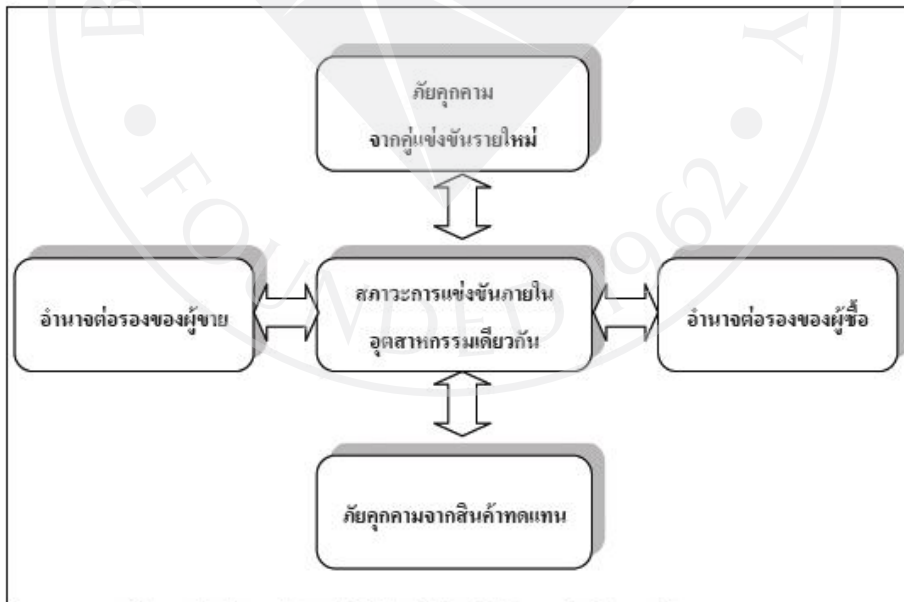 ภัยคุกคาม
จากคู่แข่งขันรายใหม่
อำนาจต่อรองของผู้ขาย
สภาวะการแข่งขันภายใน
อุตสาหกรรมเดียวกัน
อำนาจต่อรองของผู้ซื้อ
ภัยคุกคามจากสินค้าทดแทน
FOUNDED 1962